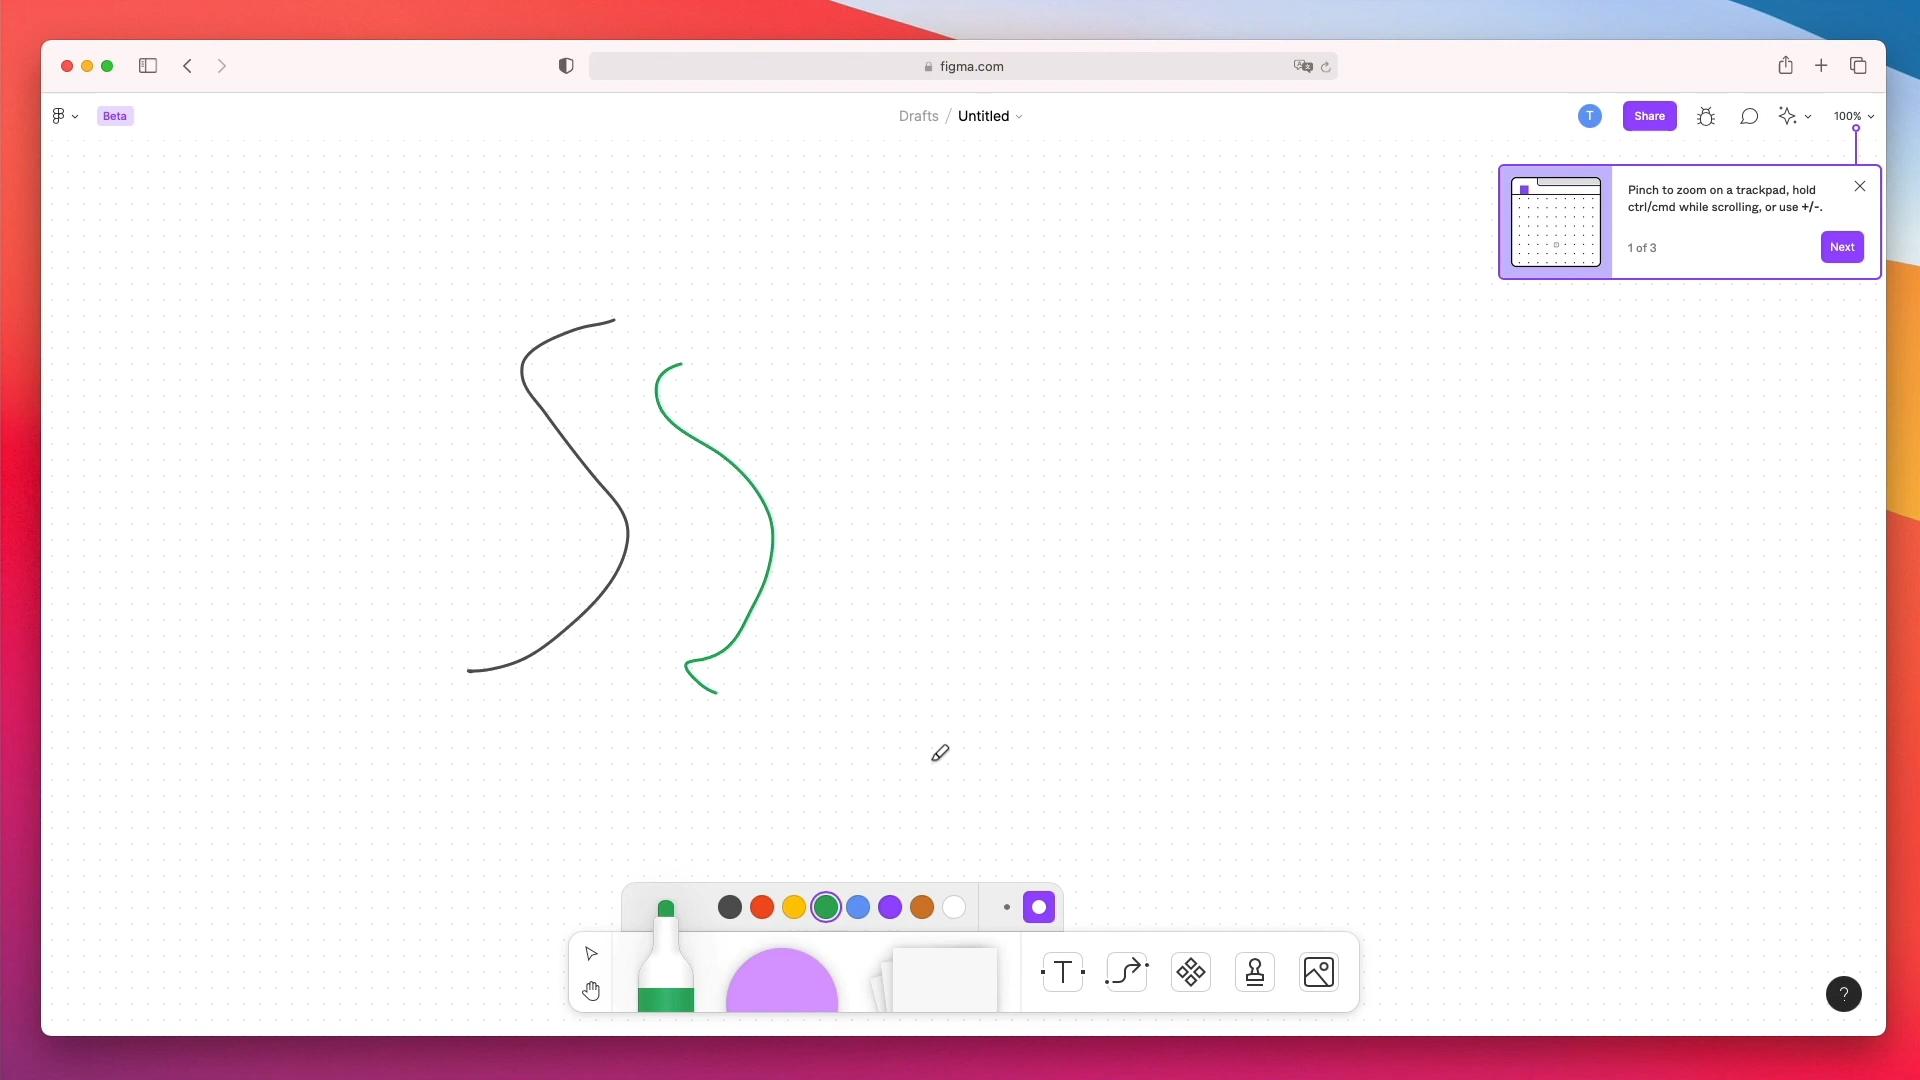 figma.com
Beta
Drafts / Untitled
T
Share
100%
Pinch to zoom on a trackpad, hold
ctrl/cmd while scrolling, or use +/-.
1 of 3
Next
T
?